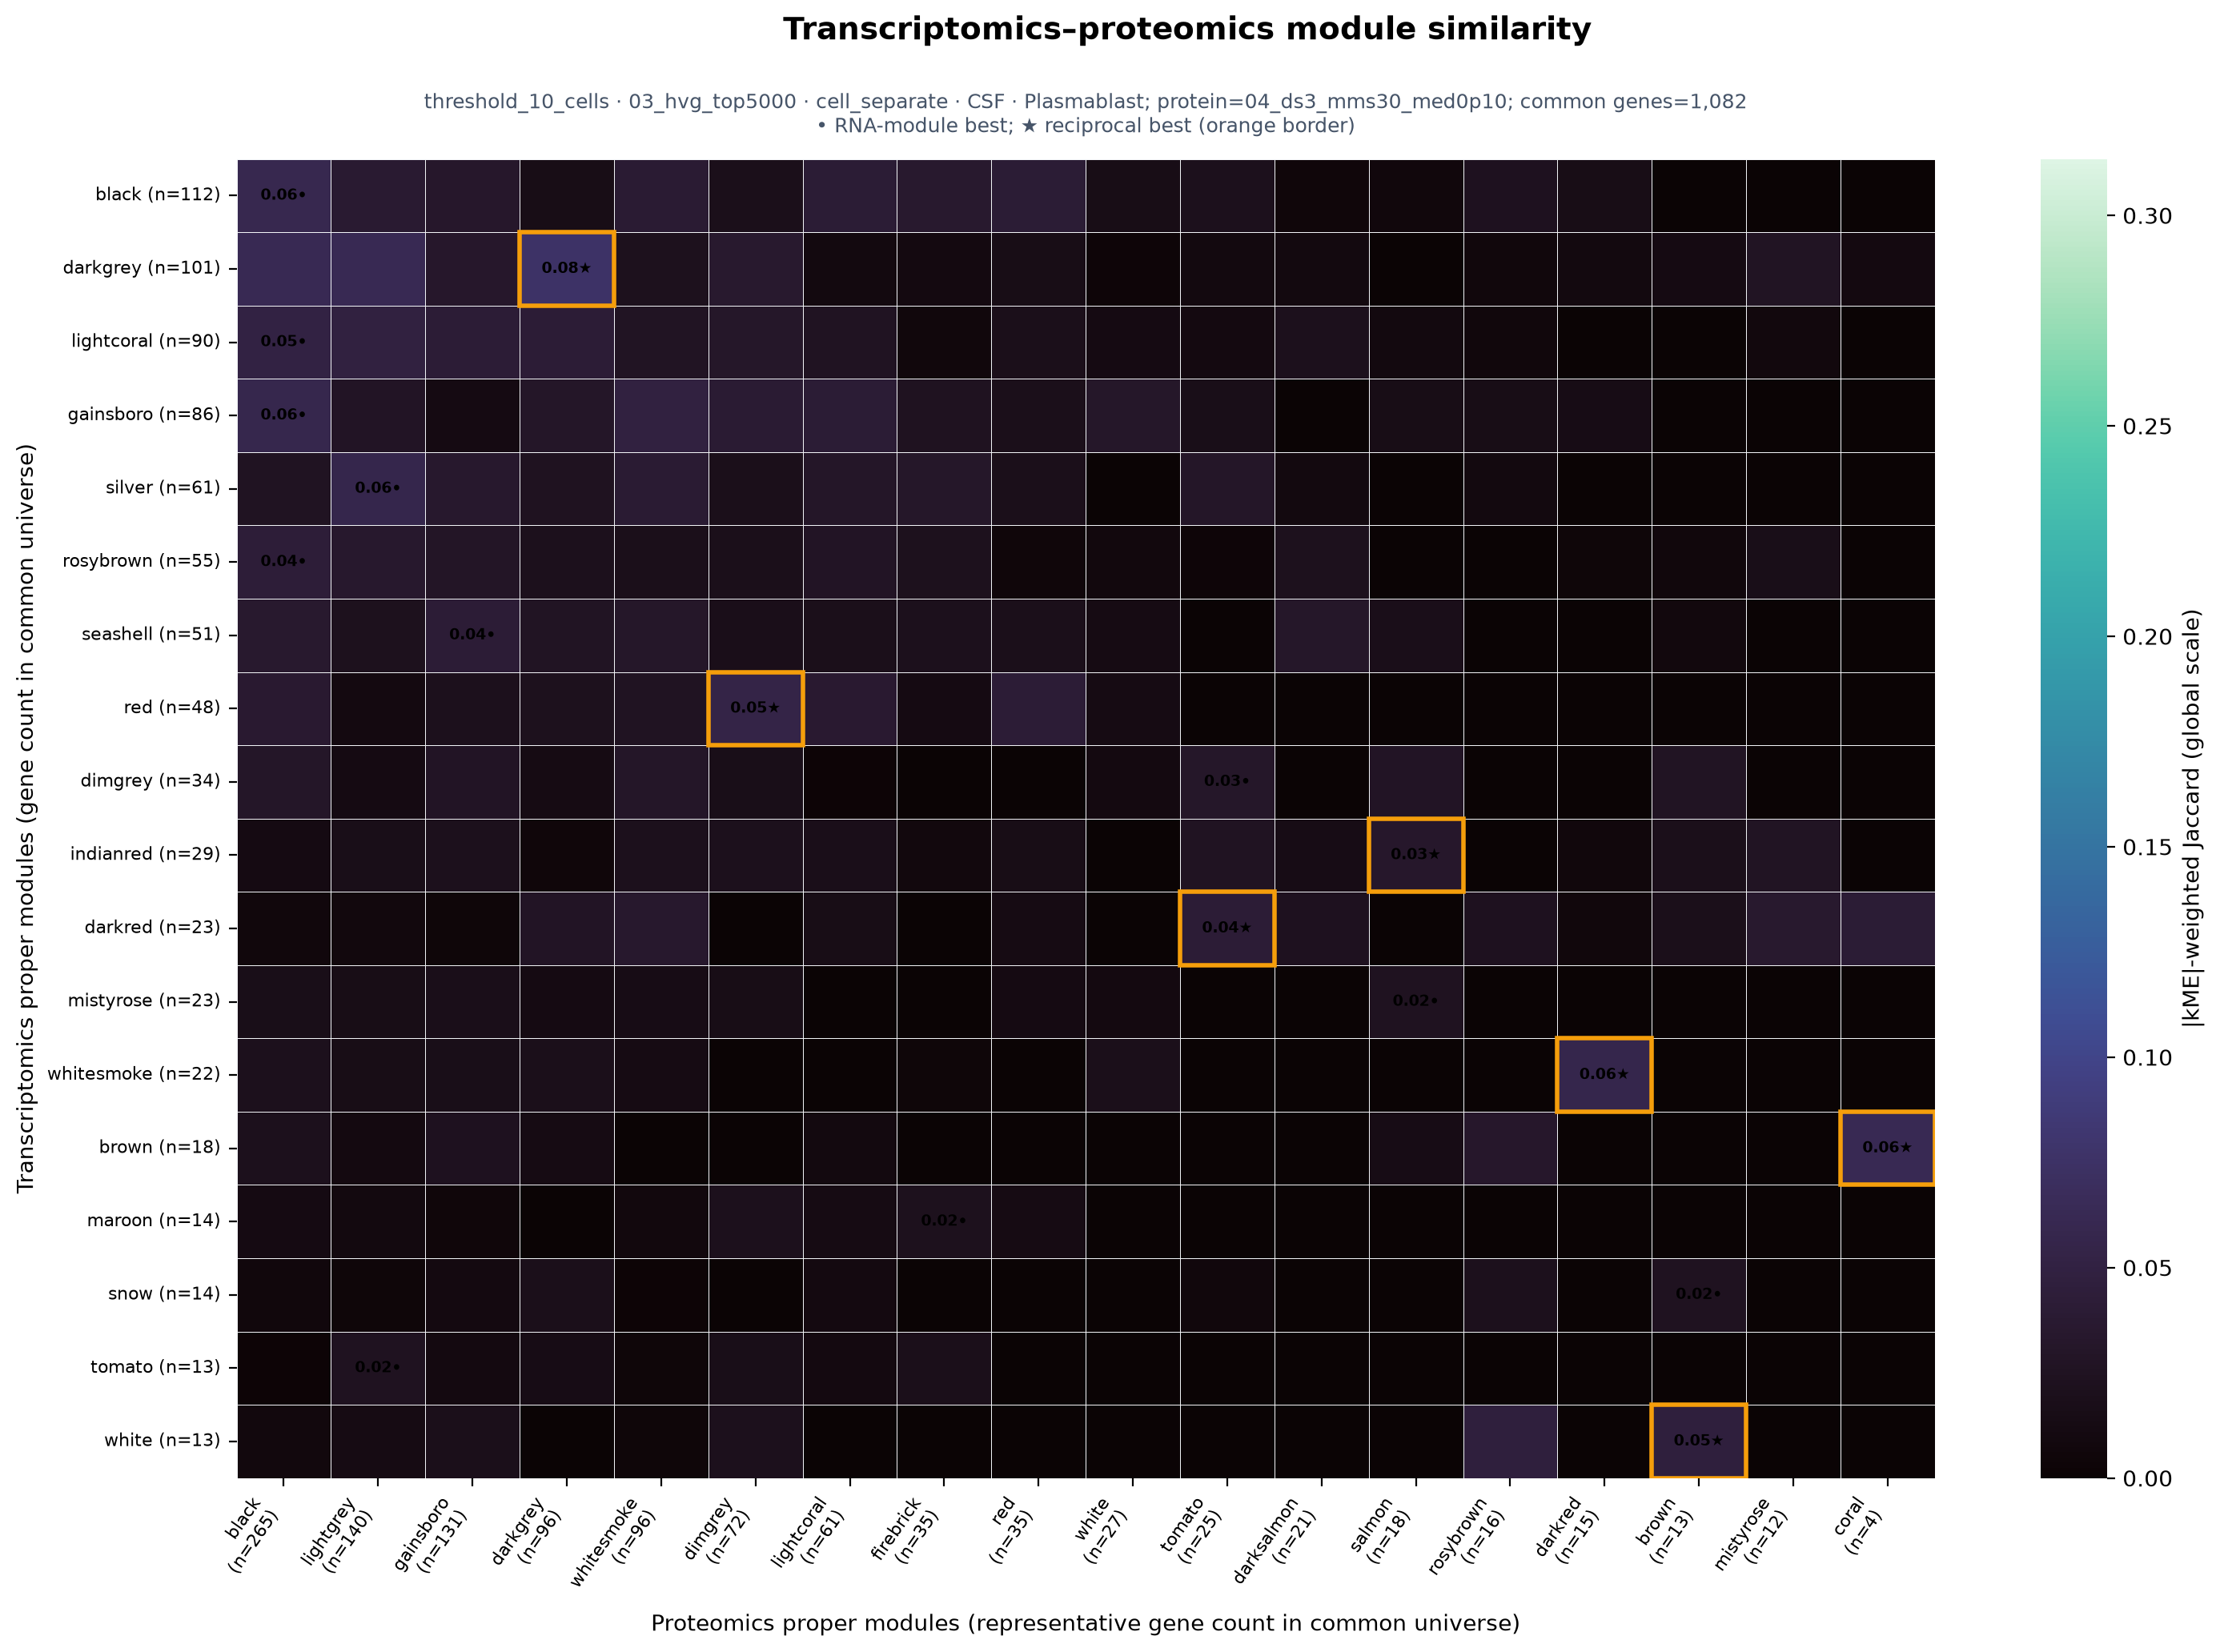 Transcriptomics–proteomics module similarity
threshold_10_cells · 03_hvg_top5000 · cell_separate · CSF · Plasmablast; protein=04_ds3_mms30_med0p10; common genes=1,082
• RNA-module best; ★ reciprocal best (orange border)
Transcriptomics proper modules (gene count in common universe)
black (n=112)
0.06•
darkgrey (n=101)
0.08★
lightcoral (n=90)
0.05•
gainsboro (n=86)
0.06•
silver (n=61)
0.06•
rosybrown (n=55)
0.04•
seashell (n=51)
0.04•
red (n=48)
0.05★
dimgrey (n=34)
0.03•
indianred (n=29)
0.03★
darkred (n=23)
0.04★
mistyrose (n=23)
0.02•
whitesmoke (n=22)
0.06★
brown (n=18)
0.06★
maroon (n=14)
0.02•
snow (n=14)
0.02•
tomato (n=13)
0.02•
white (n=13)
0.05★
black
(n=265)
lightgrey
(n=140)
gainsboro
(n=131)
darkgrey
(n=96)
whitesmoke
(n=96)
dimgrey
(n=72)
lightcoral
(n=61)
firebrick
(n=35)
red
(n=35)
white
(n=27)
tomato
(n=25)
darksalmon
(n=21)
salmon
(n=18)
rosybrown
(n=16)
darkred
(n=15)
brown
(n=13)
mistyrose
(n=12)
coral
(n=4)
Proteomics proper modules (representative gene count in common universe)
0.30
0.25
0.20
0.15
0.10
0.05
0.00
|kME|-weighted Jaccard (global scale)